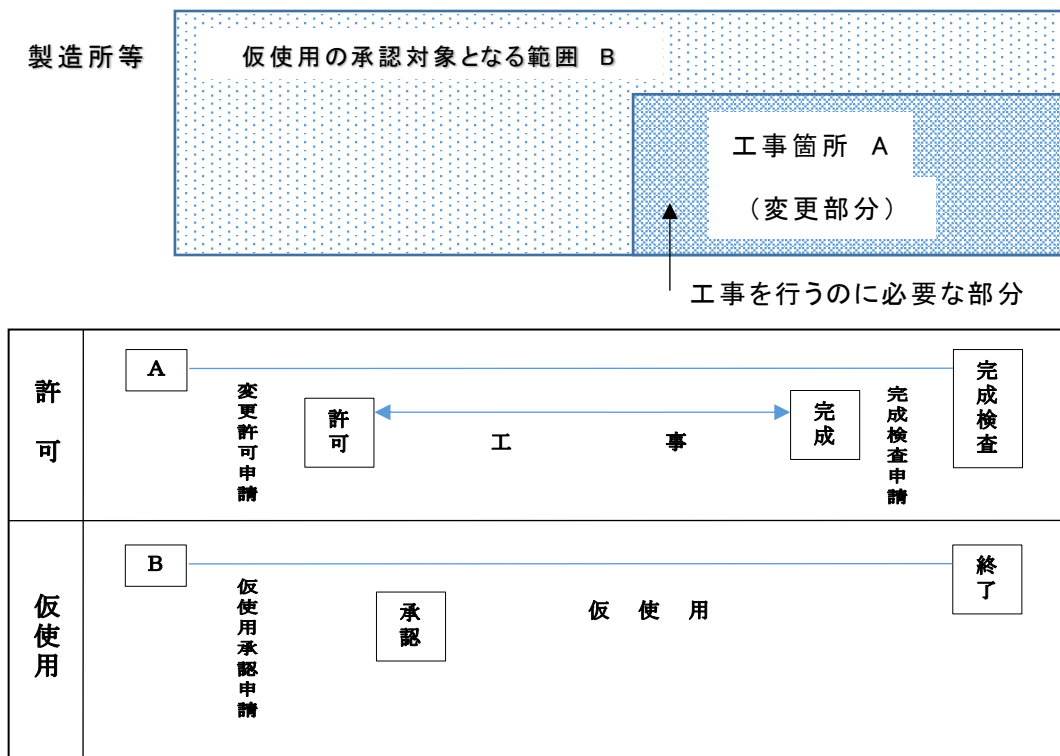 製造所等
仮使用の承認対象となる範囲 B
工事箇所 A
（変更部分）
工事を行うのに必要な部分
許可
A
変更許可申請
許可
工事
完成
完成検査申請
完成検査
仮使用
B
仮使用承認申請
承認
仮使用
終了